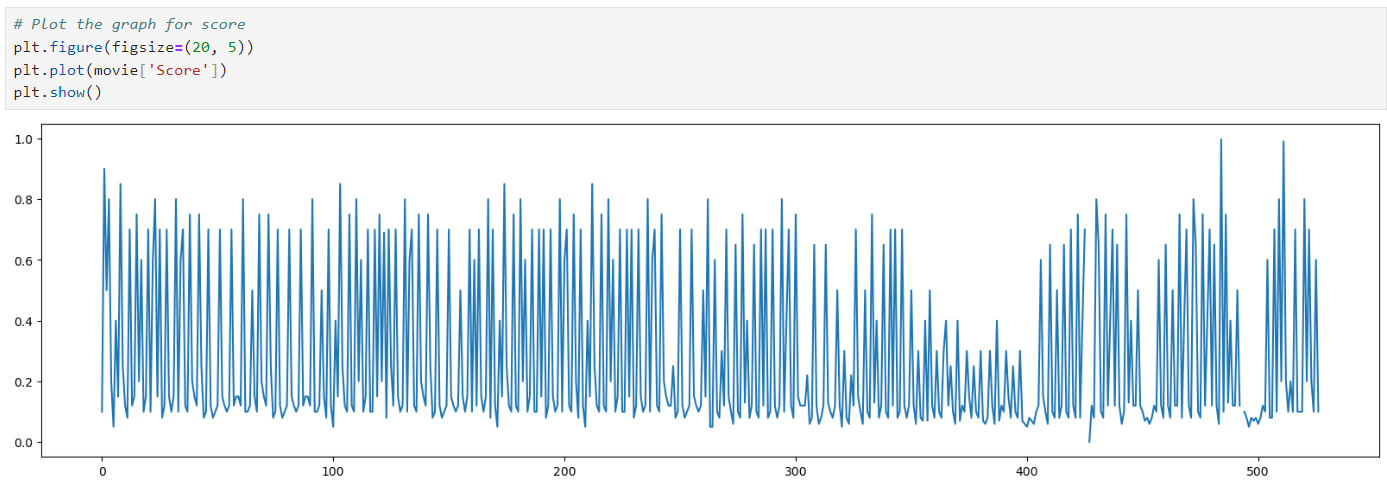 # Plot the graph for score
plt.figure(figsize=(20, 5))
plt.plot(movie['Score'])
plt.show()
1.0
0.8
0.6
0.4
0.2
0.0
0 100 200 300 400 500